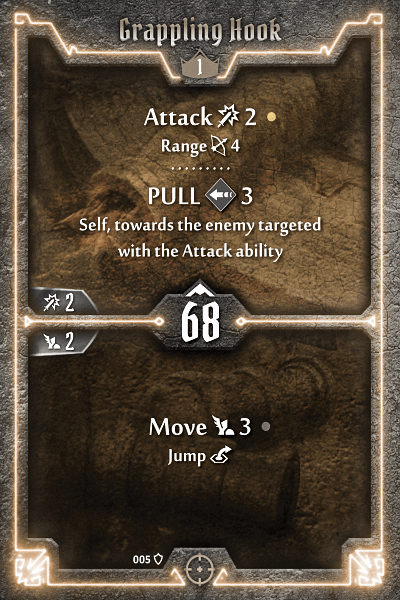 Grappling Hook
1
Attack 2
Range 4
PULL 3
Self, towards the enemy targeted
with the Attack ability
2
68
2
Move 3
Jump
005